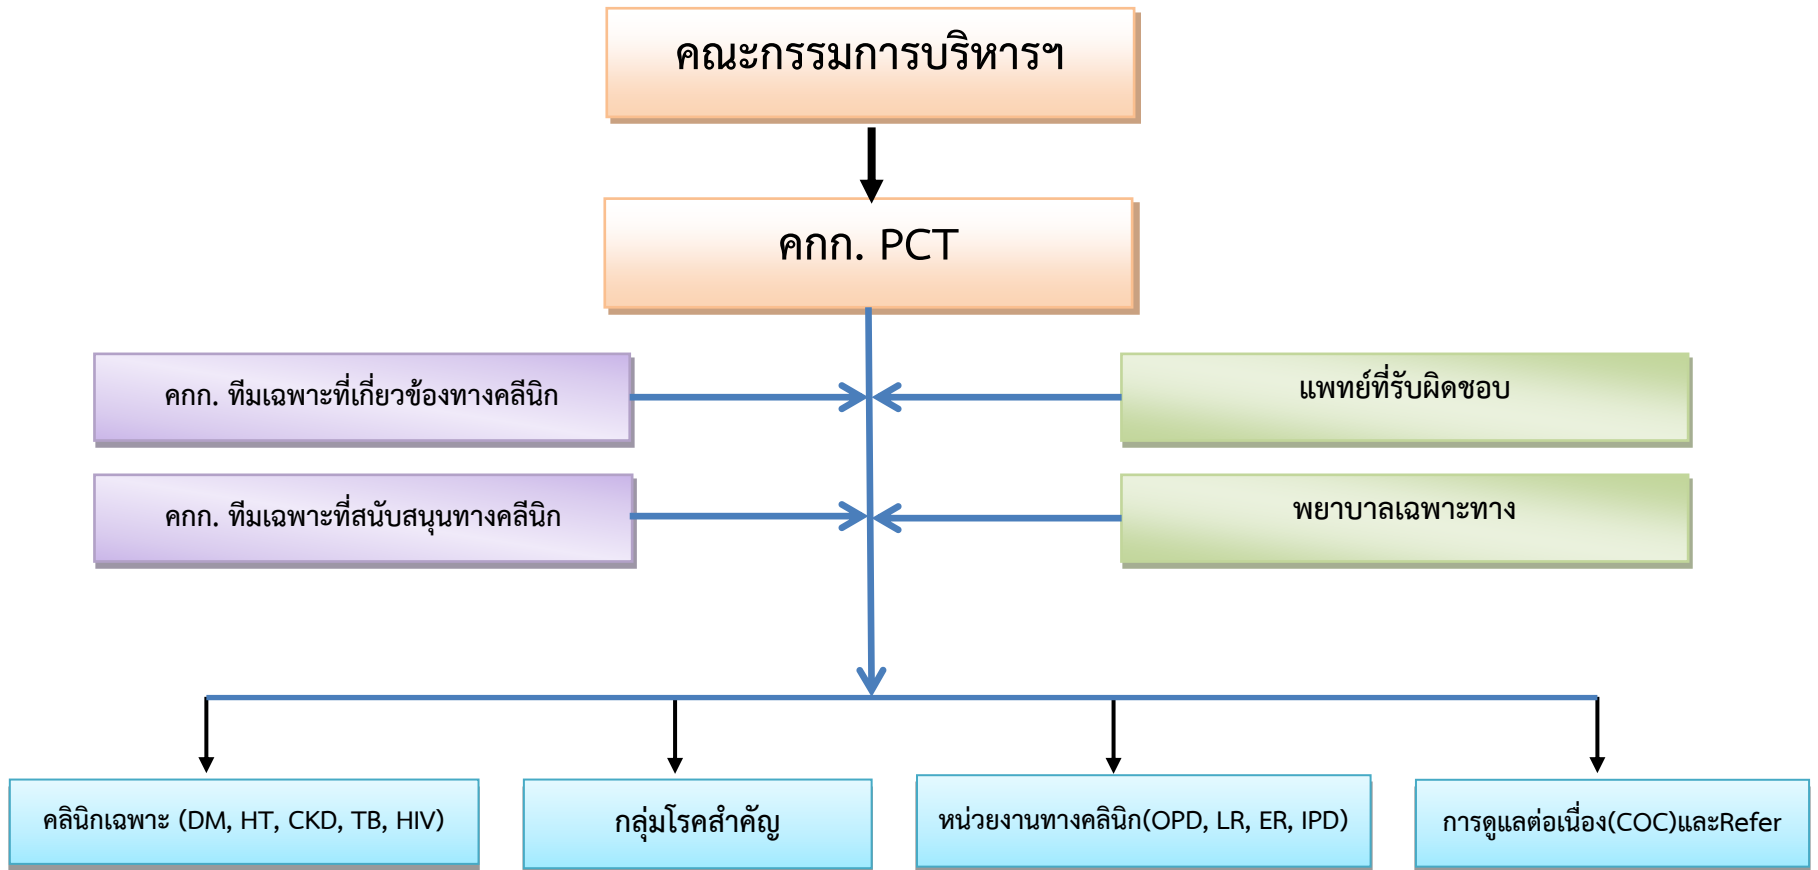 คณะกรรมการบริหารฯ
คกก. PCT
คกก. ทีมเฉพาะที่เกี่ยวข้องทางคลีนิก
แพทย์ที่รับผิดชอบ
คกก. ทีมเฉพาะที่สนับสนุนทางคลีนิก
พยาบาลเฉพาะทาง
คลินิกเฉพาะ (DM, HT, CKD, TB, HIV)
กลุ่มโรคสำคัญ
หน่วยงานทางคลินิก(OPD, LR, ER, IPD)
การดูแลต่อเนื่อง(COC)และRefer